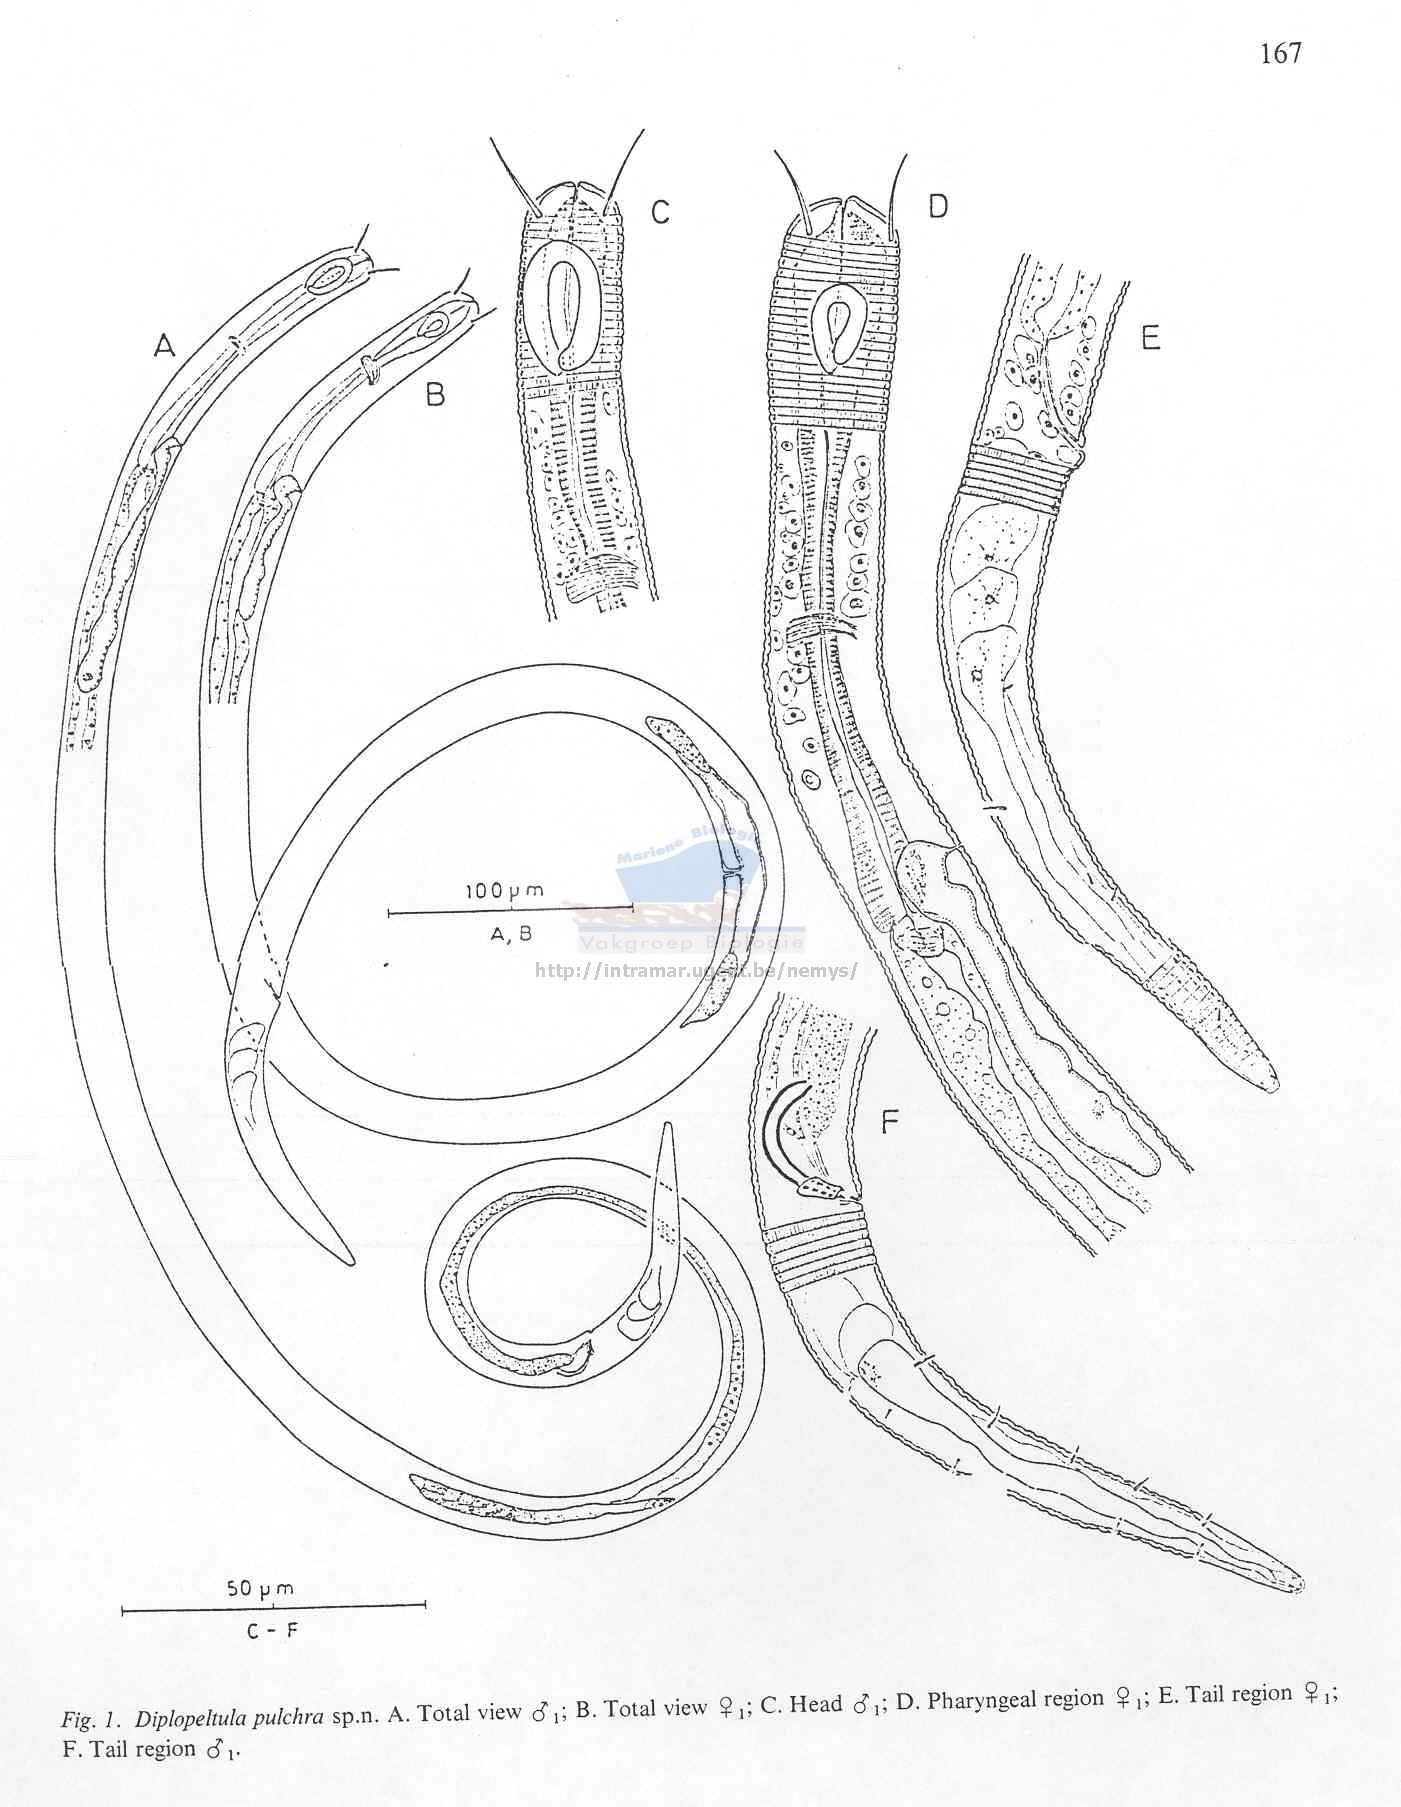 167
C
D
A
B
E
Mariene Biologie
100 μm
A, B
Vakgroep Biologie
http://intramar.ugent.be/nemys/
F
50 μm
C - F
Fig. 1. Diplopeltula pulchra sp.n. A. Total view ♂1; B. Total view ♀1; C. Head ♂1; D. Pharyngeal region ♀1; E. Tail region ♀1;
F. Tail region ♂1.